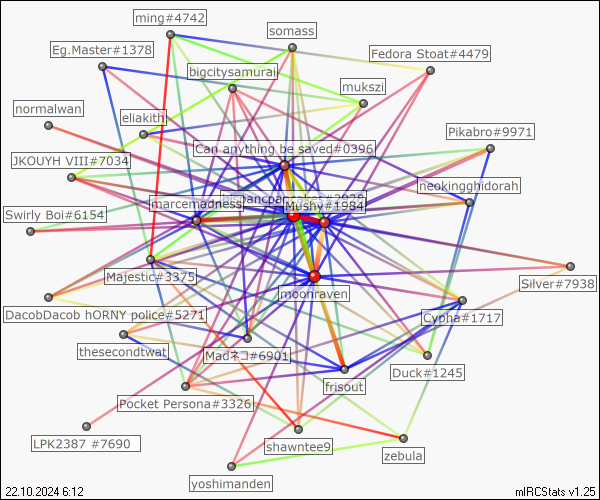 ming#4742
somass
Eg.Master#1378
Fedora Stoat#4479
bigcitysamurai
mukszi
normalwan
eliakith
Pikabro#9971
Can anything be saved#0396
JKOUYH VIII#7034
neokingghidorah
marcemadness
Mushy#1984
Swirly Boi#6154
Majestic#3375
Silver#7938
moonraven
DacobDacob hORNY police#5271
Cypha#1717
thesecondtwat
Madネコ#6901
Duck#1245
frisout
Pocket Persona#3326
LPK2387 #7690
shawntee9
zebula
yoshimanden
22.10.2024 6:12
mIRCStats v1.25